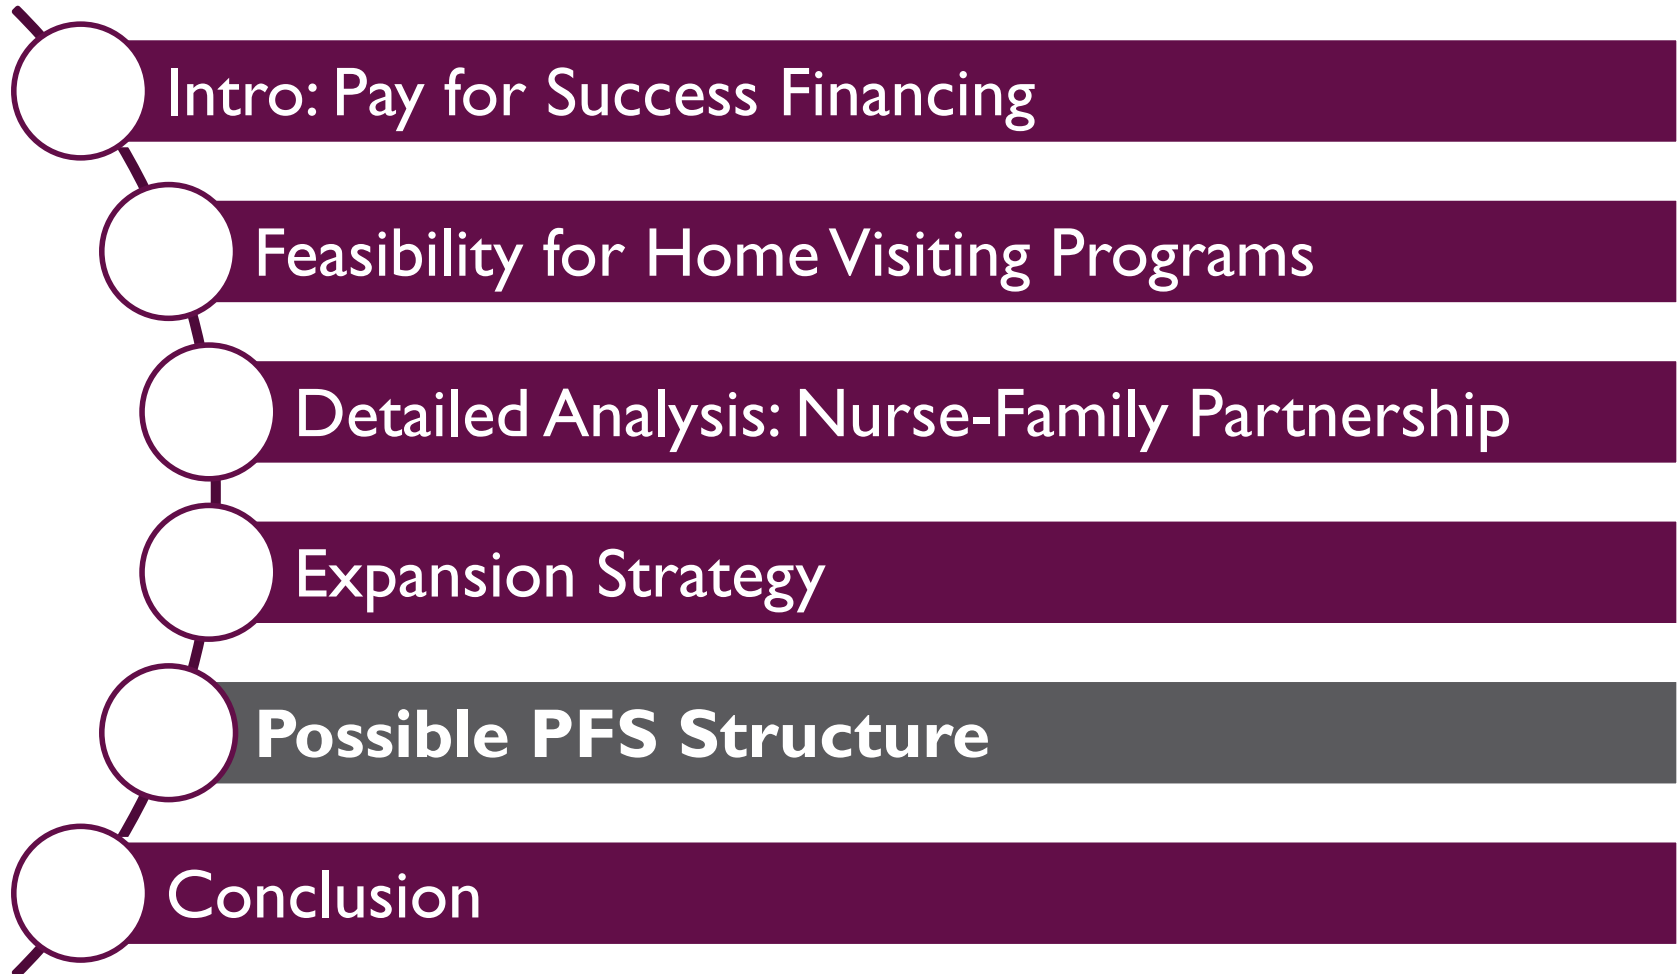 Intro: Pay for Success Financing
Feasibility for Home Visiting Programs
Detailed Analysis: Nurse-Family Partnership
Expansion Strategy
Possible PFS Structure
Conclusion